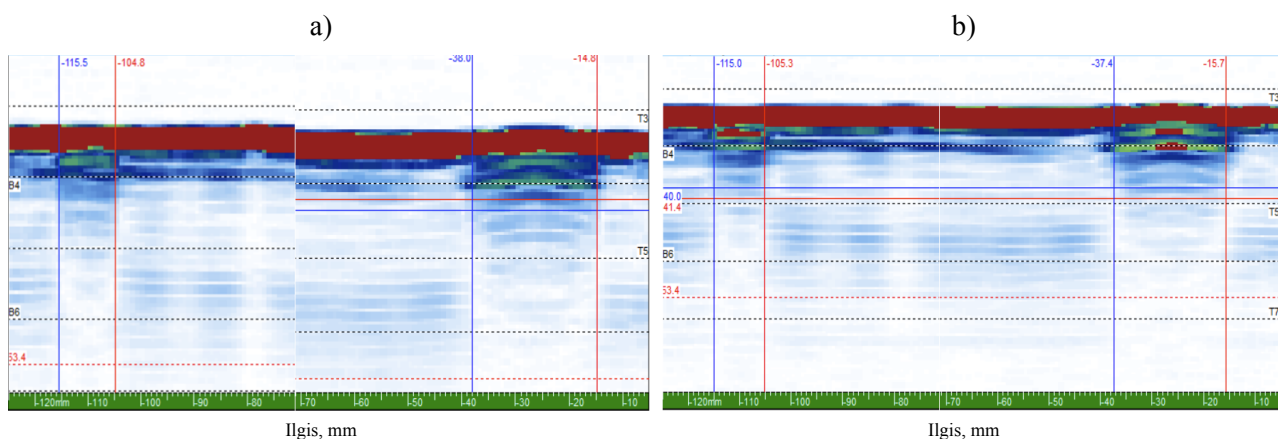 a)
b)
-115.5
-104.8
-38.0
-14.8
T3
B4
T5
B6
53.4
-120mm -110 -100 -90 -80 -70 -60 -50 -40 -30 -20 -10
Ilgis, mm
-115.0
-105.3
-37.4
-15.7
T3
B4
40.0
41.4
T5
B6
53.4
T7
-120mm -110 -100 -90 -80 -70 -60 -50 -40 -30 -20 -10
Ilgis, mm